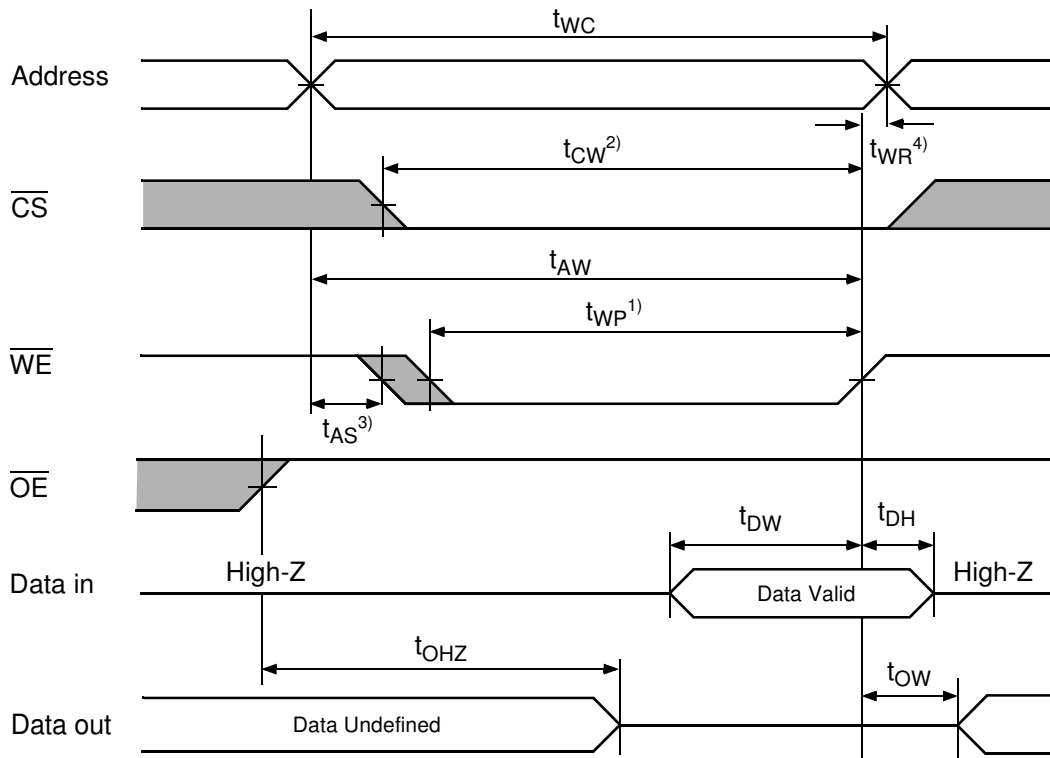 tWC
Address
tCW2)
tWR4)
CS
tAW
tWP1)
WE
tAS3)
OE
tDW
tDH
Data in
High-Z
Data Valid
High-Z
tOHZ
tOW
Data out
Data Undefined